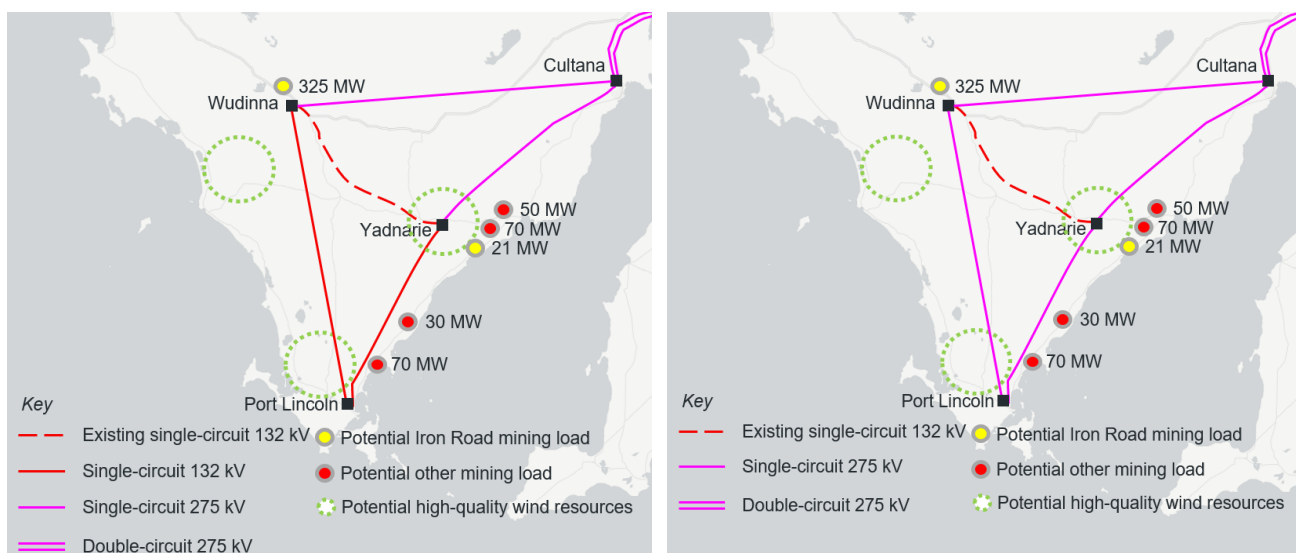 Cultana
325 MW
Wudinna
50 MW
70 MW
Yadnarie
21 MW
30 MW
70 MW
Port Lincoln
Key
Existing single-circuit 132 kV
Single-circuit 132 kV
Single-circuit 275 kV
Double-circuit 275 kV
Potential Iron Road mining load
Potential other mining load
Potential high-quality wind resources
Cultana
325 MW
Wudinna
50 MW
70 MW
Yadnarie
21 MW
30 MW
70 MW
Port Lincoln
Key
Existing single-circuit 132 kV
Single-circuit 275 kV
Double-circuit 275 kV
Potential Iron Road mining load
Potential other mining load
Potential high-quality wind resources